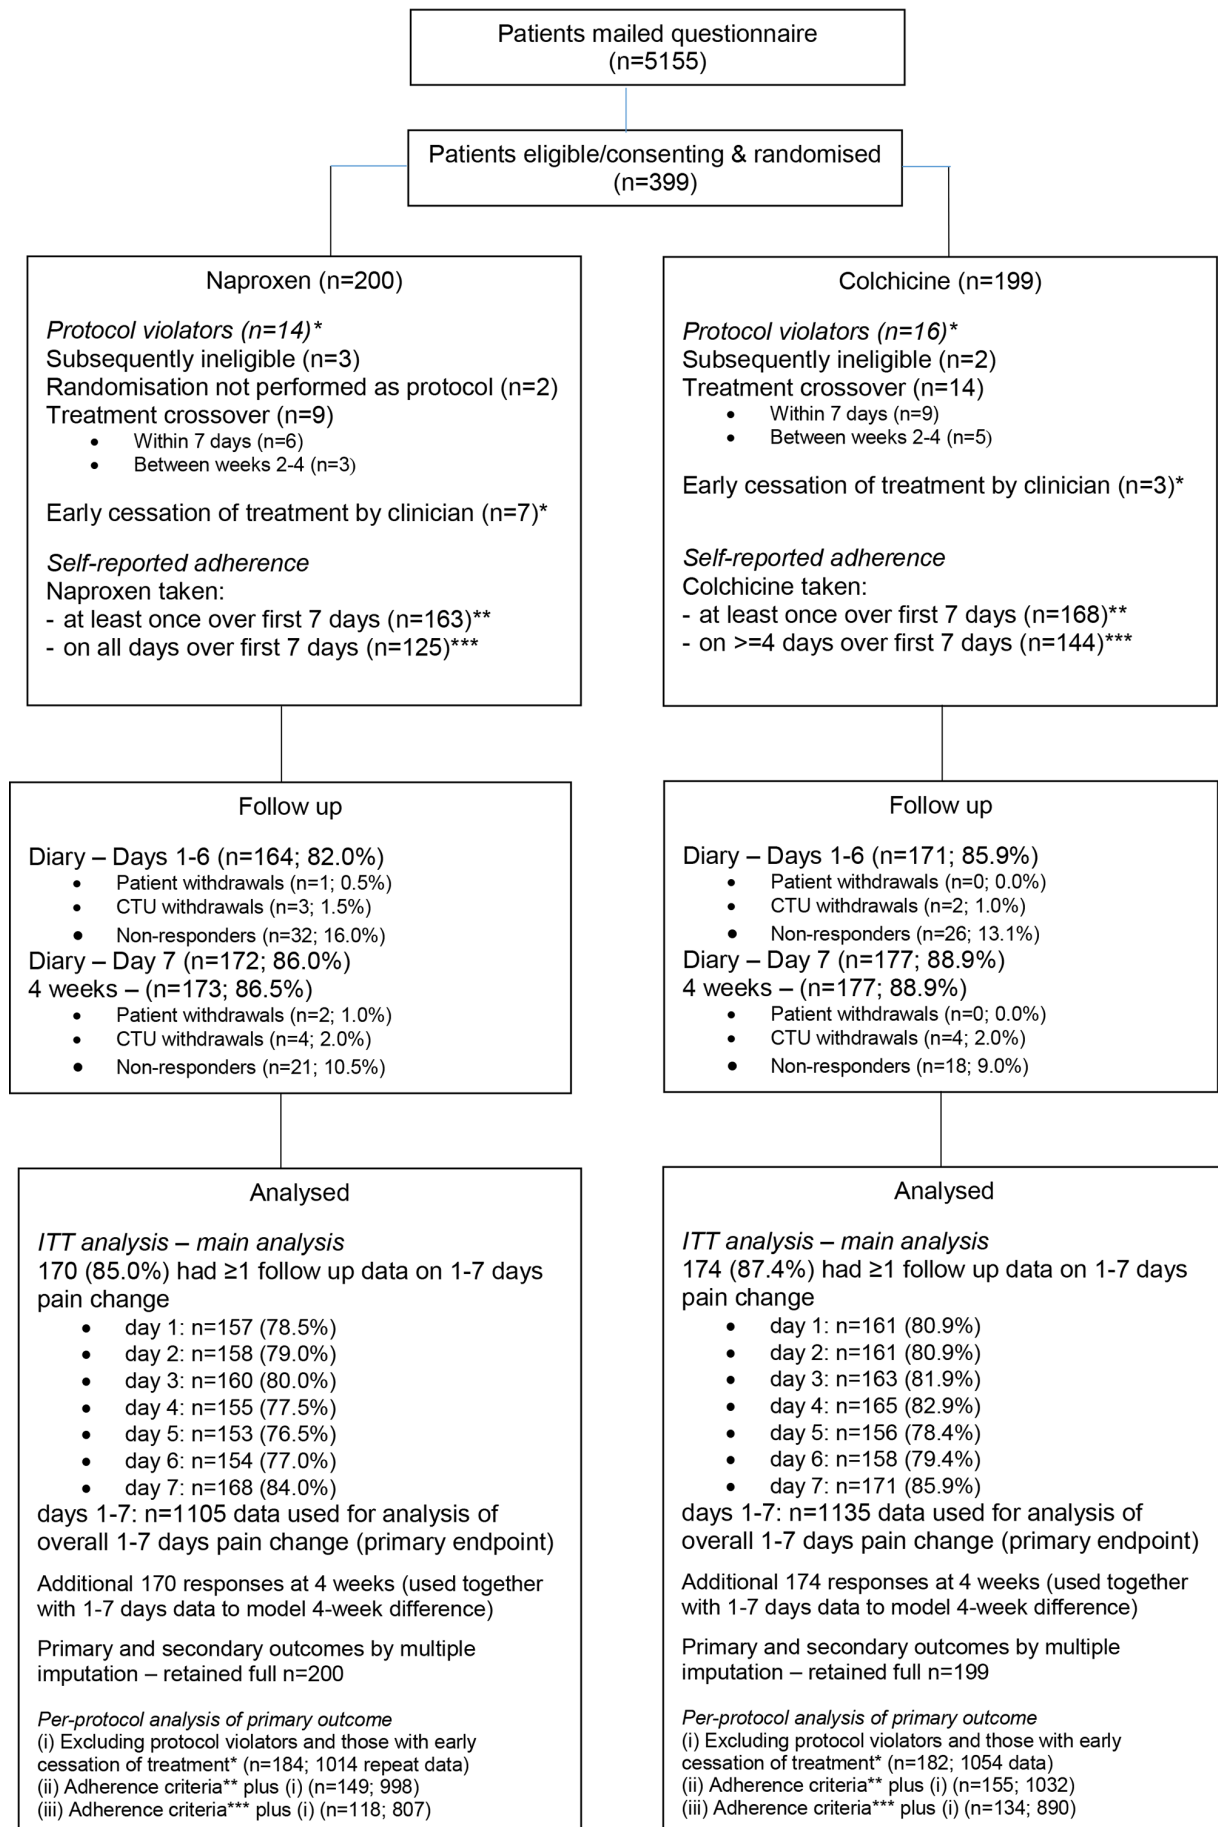 Patients mailed questionnaire
(n=5155)
Patients eligible/consenting & randomised
(n=399)
Naproxen (n=200)
Protocol violators (n=14)*
Subsequently ineligible (n=3)
Randomisation not performed as protocol (n=2)
Treatment crossover (n=9)
• Within 7 days (n=6)
• Between weeks 2-4 (n=3)
Early cessation of treatment by clinician (n=7)*
Self-reported adherence
Naproxen taken:
- at least once over first 7 days (n=163)**
- on all days over first 7 days (n=125)***
Colchicine (n=199)
Protocol violators (n=16)*
Subsequently ineligible (n=2)
Treatment crossover (n=14)
• Within 7 days (n=9)
• Between weeks 2-4 (n=5)
Early cessation of treatment by clinician (n=3)*
Self-reported adherence
Colchicine taken:
- at least once over first 7 days (n=168)**
- on >=4 days over first 7 days (n=144)***
Follow up
Diary – Days 1-6 (n=164; 82.0%)
• Patient withdrawals (n=1; 0.5%)
• CTU withdrawals (n=3; 1.5%)
• Non-responders (n=32; 16.0%)
Diary – Day 7 (n=172; 86.0%)
4 weeks – (n=173; 86.5%)
• Patient withdrawals (n=2; 1.0%)
• CTU withdrawals (n=4; 2.0%)
• Non-responders (n=21; 10.5%)
Follow up
Diary – Days 1-6 (n=171; 85.9%)
• Patient withdrawals (n=0; 0.0%)
• CTU withdrawals (n=2; 1.0%)
• Non-responders (n=26; 13.1%)
Diary – Day 7 (n=177; 88.9%)
4 weeks – (n=177; 88.9%)
• Patient withdrawals (n=0; 0.0%)
• CTU withdrawals (n=4; 2.0%)
• Non-responders (n=18; 9.0%)
Analysed
ITT analysis – main analysis
170 (85.0%) had ≥1 follow up data on 1-7 days
pain change
• day 1: n=157 (78.5%)
• day 2: n=158 (79.0%)
• day 3: n=160 (80.0%)
• day 4: n=155 (77.5%)
• day 5: n=153 (76.5%)
• day 6: n=154 (77.0%)
• day 7: n=168 (84.0%)
days 1-7: n=1105 data used for analysis of
overall 1-7 days pain change (primary endpoint)
Additional 170 responses at 4 weeks (used together
with 1-7 days data to model 4-week difference)
Primary and secondary outcomes by multiple
imputation – retained full n=200
Per-protocol analysis of primary outcome
(i) Excluding protocol violators and those with early
cessation of treatment* (n=184; 1014 repeat data)
(ii) Adherence criteria** plus (i) (n=149; 998)
(iii) Adherence criteria*** plus (i) (n=118; 807)
Analysed
ITT analysis – main analysis
174 (87.4%) had ≥1 follow up data on 1-7 days
pain change
• day 1: n=161 (80.9%)
• day 2: n=161 (80.9%)
• day 3: n=163 (81.9%)
• day 4: n=165 (82.9%)
• day 5: n=156 (78.4%)
• day 6: n=158 (79.4%)
• day 7: n=171 (85.9%)
days 1-7: n=1135 data used for analysis of
overall 1-7 days pain change (primary endpoint)
Additional 174 responses at 4 weeks (used together
with 1-7 days data to model 4-week difference)
Primary and secondary outcomes by multiple
imputation – retained full n=199
Per-protocol analysis of primary outcome
(i) Excluding protocol violators and those with early
cessation of treatment* (n=182; 1054 data)
(ii) Adherence criteria** plus (i) (n=155; 1032)
(iii) Adherence criteria*** plus (i) (n=134; 890)